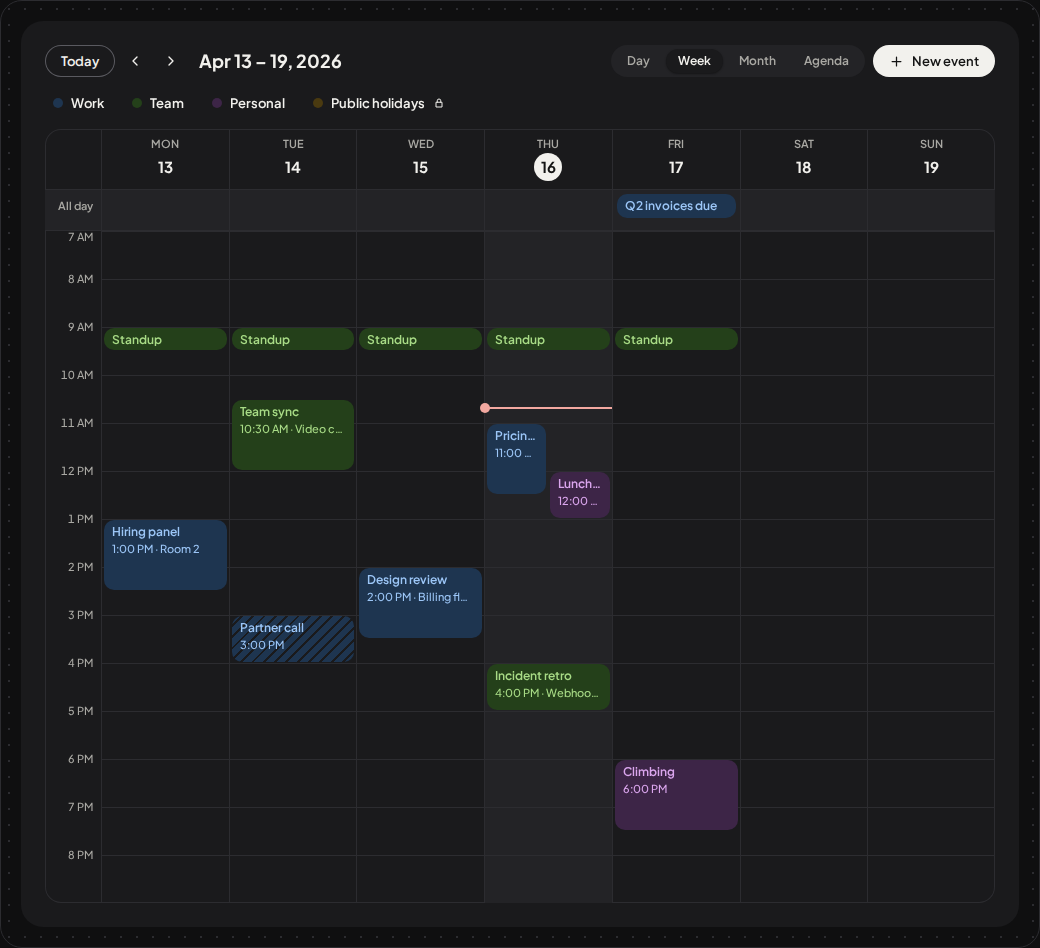 Today
Apr 13 – 19, 2026
Day
Week
Month
Agenda
New event
Work
Team
Personal
Public holidays
MON
13
TUE
14
WED
15
THU
16
FRI
17
SAT
18
SUN
19
All day
Q2 invoices due
7 AM
8 AM
9 AM
Standup
Standup
Standup
Standup
Standup
10 AM
Team sync
10:30 AM · Video c…
11 AM
Pricin…
11:00 …
12 PM
Lunch…
12:00 …
1 PM
Hiring panel
1:00 PM · Room 2
2 PM
Design review
2:00 PM · Billing fl…
3 PM
Partner call
3:00 PM
4 PM
Incident retro
4:00 PM · Webhoo…
5 PM
6 PM
Climbing
6:00 PM
7 PM
8 PM